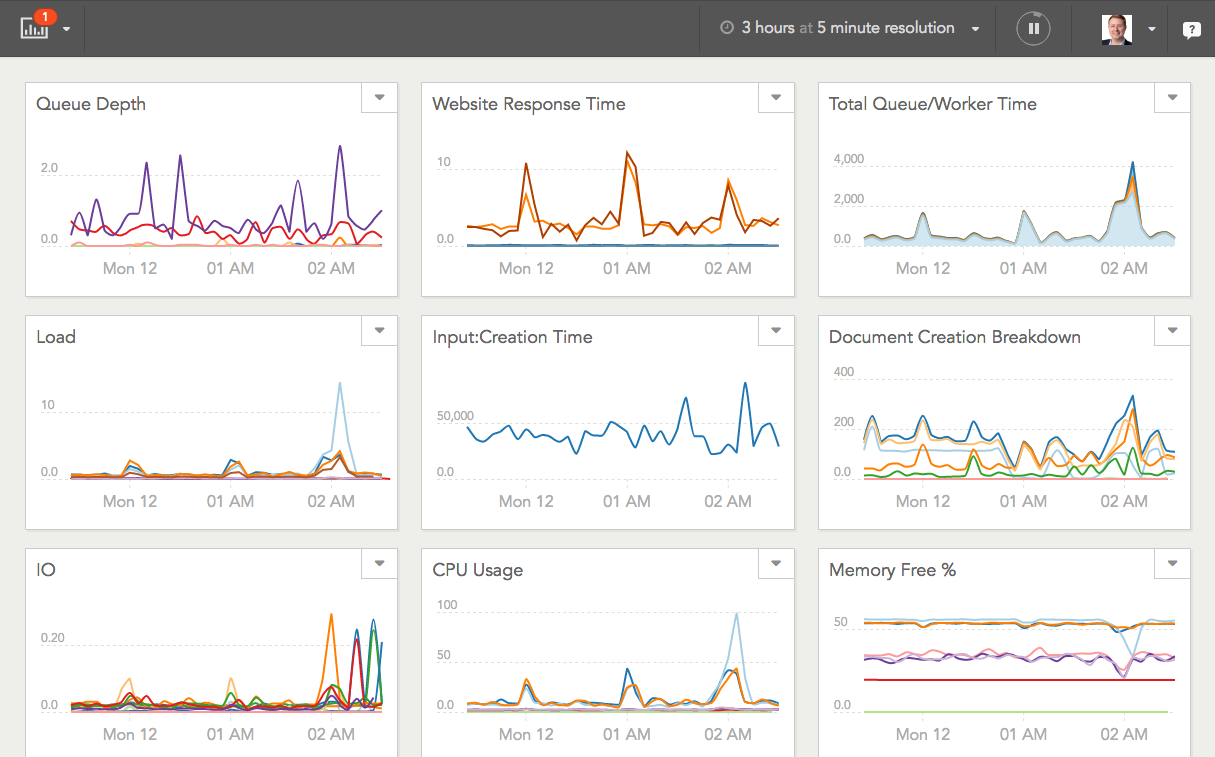 1
3 hours at 5 minute resolution
?
Queue Depth
2.0
0.0
Mon 12 01 AM 02 AM
Website Response Time
10
0.0
Mon 12 01 AM 02 AM
Total Queue/Worker Time
4,000
2,000
0.0
Mon 12 01 AM 02 AM
Load
10
0.0
Mon 12 01 AM 02 AM
Input:Creation Time
50,000
0.0
Mon 12 01 AM 02 AM
Document Creation Breakdown
400
200
0.0
Mon 12 01 AM 02 AM
IO
0.20
0.0
Mon 12 01 AM 02 AM
CPU Usage
100
50
0.0
Mon 12 01 AM 02 AM
Memory Free %
50
0.0
Mon 12 01 AM 02 AM